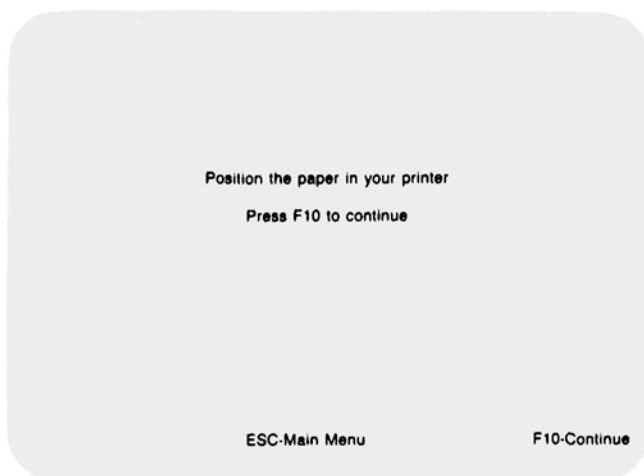 Position the paper in your printer
Press F10 to continue
ESC-Main Menu F10-Continue